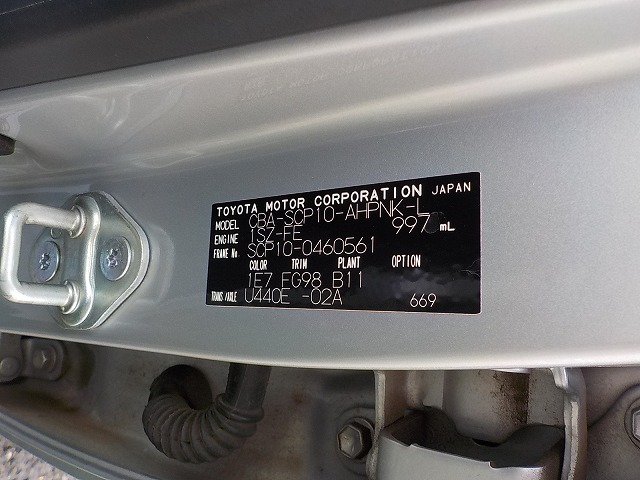 TOYOTA MOTOR CORPORATION JAPAN
MODEL CBA-SCP10-AHPNK-L
ENGINE 1SZ-FE 997 mL
FRAME No. SCP10-0460561
COLOR TRIM PLANT OPTION
1E7 FG98 B11
TRANS/AXLE U440E -02A 669